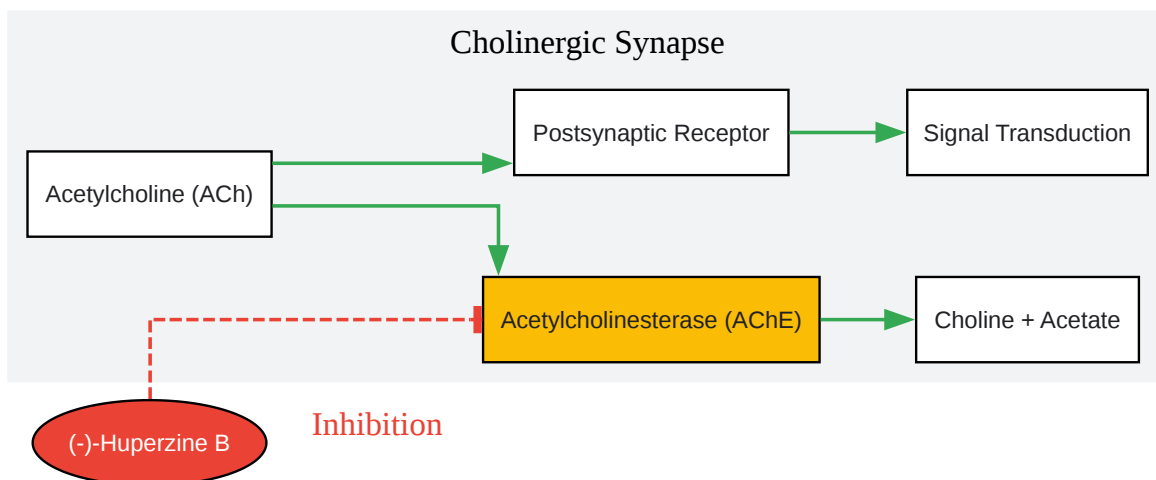 Cholinergic Synapse
Postsynaptic Receptor
Signal Transduction
Acetylcholine (ACh)
Acetylcholinesterase (AChE)
Choline + Acetate
(-)-Huperzine B
Inhibition